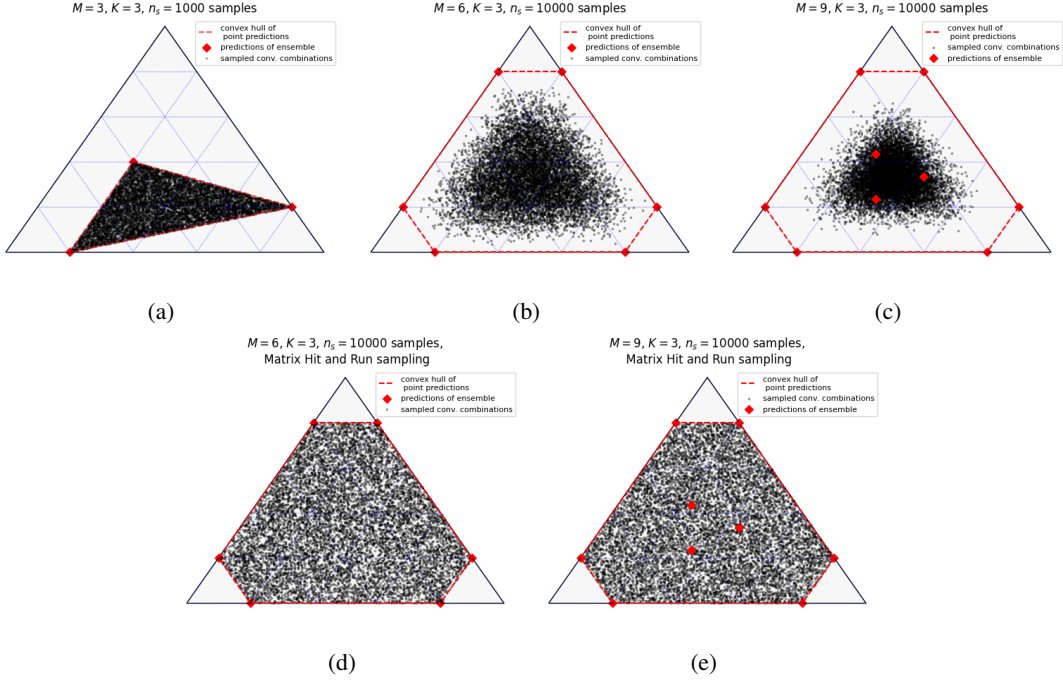 M = 3, K = 3, n_s = 1000 samples
convex hull of
point predictions
predictions of ensemble
sampled conv. combinations
(a)
M = 6, K = 3, n_s = 10000 samples
convex hull of
point predictions
predictions of ensemble
sampled conv. combinations
(b)
M = 9, K = 3, n_s = 10000 samples
convex hull of
point predictions
sampled conv. combinations
predictions of ensemble
(c)
M = 6, K = 3, n_s = 10000 samples,
Matrix Hit and Run sampling
convex hull of
point predictions
predictions of ensemble
sampled conv. combinations
(d)
M = 9, K = 3, n_s = 10000 samples,
Matrix Hit and Run sampling
convex hull of
point predictions
sampled conv. combinations
predictions of ensemble
(e)